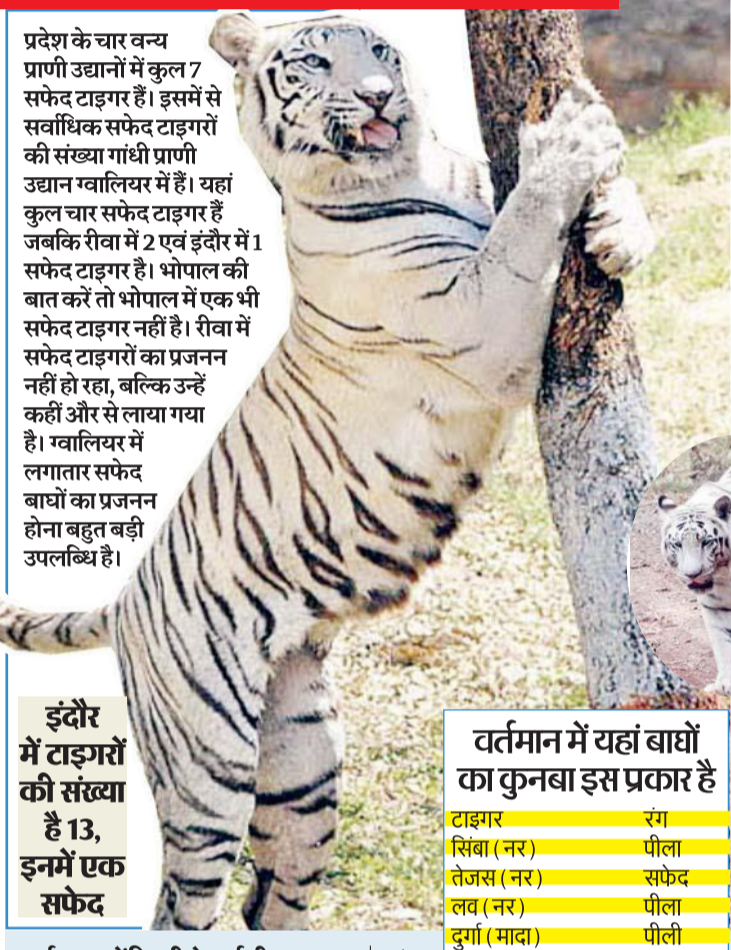 प्रदेश के चार वन्य
प्राणी उद्यानों में कुल 7
सफेद टाइगर हैं। इसमें से
सर्वाधिक सफेद टाइगरों
की संख्या गांधी प्राणी
उद्यान ग्वालियर में हैं। यहां
कुल चार सफेद टाइगर हैं
जबकि रीवा में 2 एवं इंदौर में 1
सफेद टाइगर है। भोपाल की
बात करें तो भोपाल में एक भी
सफेद टाइगर नहीं है। रीवा में
सफेद टाइगरों का प्रजनन
नहीं हो रहा, बल्कि उन्हें
कहीं और से लाया गया
है। ग्वालियर में
लगातार सफेद
बाघों का प्रजनन
होना बहुत बड़ी
उपलब्धि है।
इंदौर
में टाइगरों
की संख्या
है 13,
इनमें एक
सफेद
वर्तमान में यहां बाघों
का कुनबा इस प्रकार है
टाइगर रंग
सिंबा ( नर ) पीला
तेजस ( नर ) सफेद
लव ( नर ) पीला
दुर्गा ( मादा ) पीली